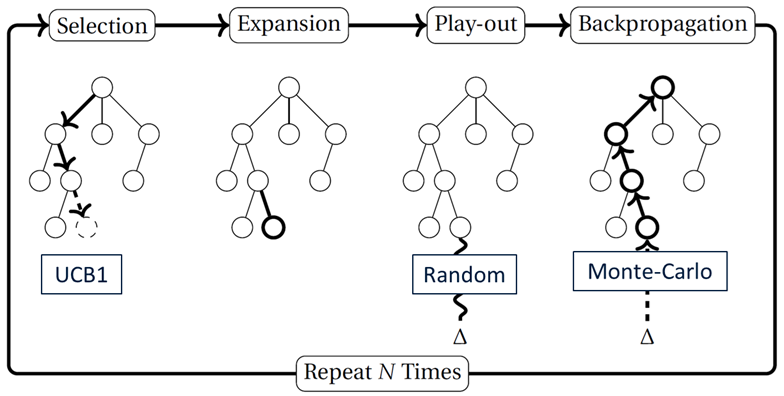 Selection
Expansion
Play-out
Backpropagation
UCB1
Random
Monte-Carlo
Δ
Δ
Repeat N Times